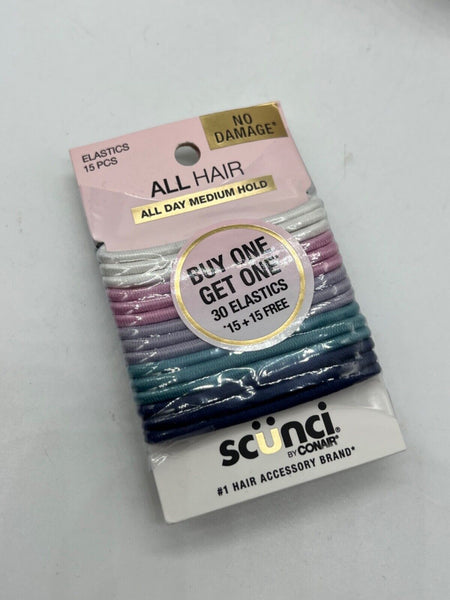 NO
DAMAGE*
ELASTICS
15 PCS
ALL HAIR
ALL DAY MEDIUM HOLD
BUY ONE
GET ONE*
30 ELASTICS
*15 + 15 FREE
scünci
BY CONAIR®
#1 HAIR ACCESSORY BRAND*